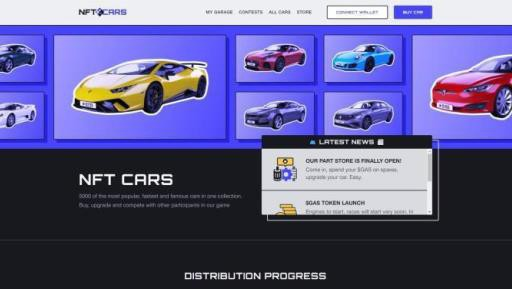 NFT CARS
MY GARAGE CONTESTS ALL CARS STORE
CONNECT WALLET
BUY CAR
LATEST NEWS
OUR PART STORE IS FINALLY OPEN!
Come in, spend your $GAS on spares,
upgrade your car. Easy.
$GAS TOKEN LAUNCH
Engines to start, races will start very soon. In
NFT CARS
5000 of the most popular, fastest and famous cars in one collection.
Buy, upgrade and compete with other participants in our game
DISTRIBUTION PROGRESS